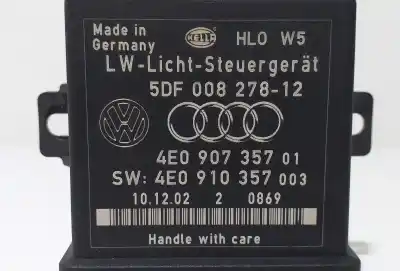 Made in
Germany
HELLA
HLO W5
LW-Licht-Steuergerät
5DF 008 278-12
4E0 907 357 01
SW: 4E0 910 357 003
10.12.02 2 0869
Handle with care